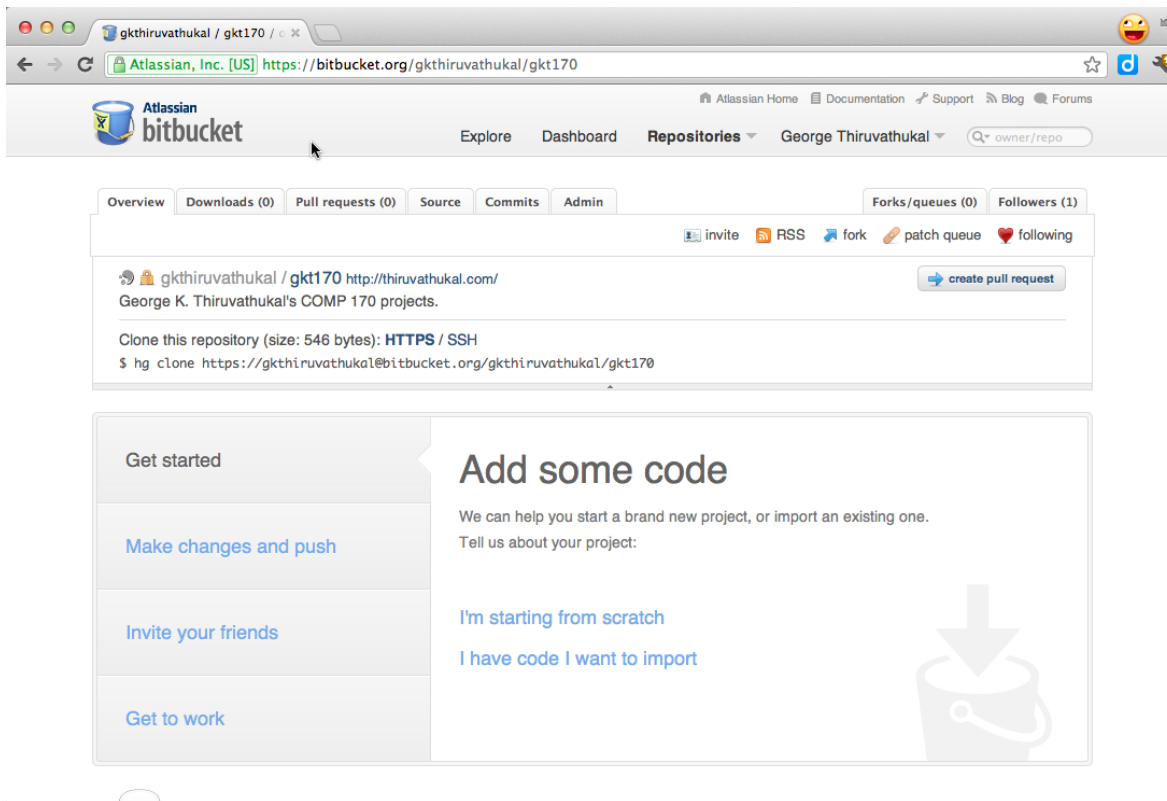 gkthiruvathukal / gkt170 /
Atlassian, Inc. [US] https://bitbucket.org/gkthiruvathukal/gkt170
Atlassian Home Documentation Support Blog Forums
Atlassian
bitbucket
Explore Dashboard Repositories George Thiruvathukal owner/repo
Overview Downloads (0) Pull requests (0) Source Commits Admin Forks/queues (0) Followers (1)
invite RSS fork patch queue following
gkthiruvathukal / gkt170 http://thiruvathukal.com/ create pull request
George K. Thiruvathukal's COMP 170 projects.
Clone this repository (size: 546 bytes): HTTPS / SSH
$ hg clone https://gkthiruvathukal@bitbucket.org/gkthiruvathukal/gkt170
Get started
Make changes and push
Invite your friends
Get to work
Add some code
We can help you start a brand new project, or import an existing one.
Tell us about your project:
I'm starting from scratch
I have code I want to import